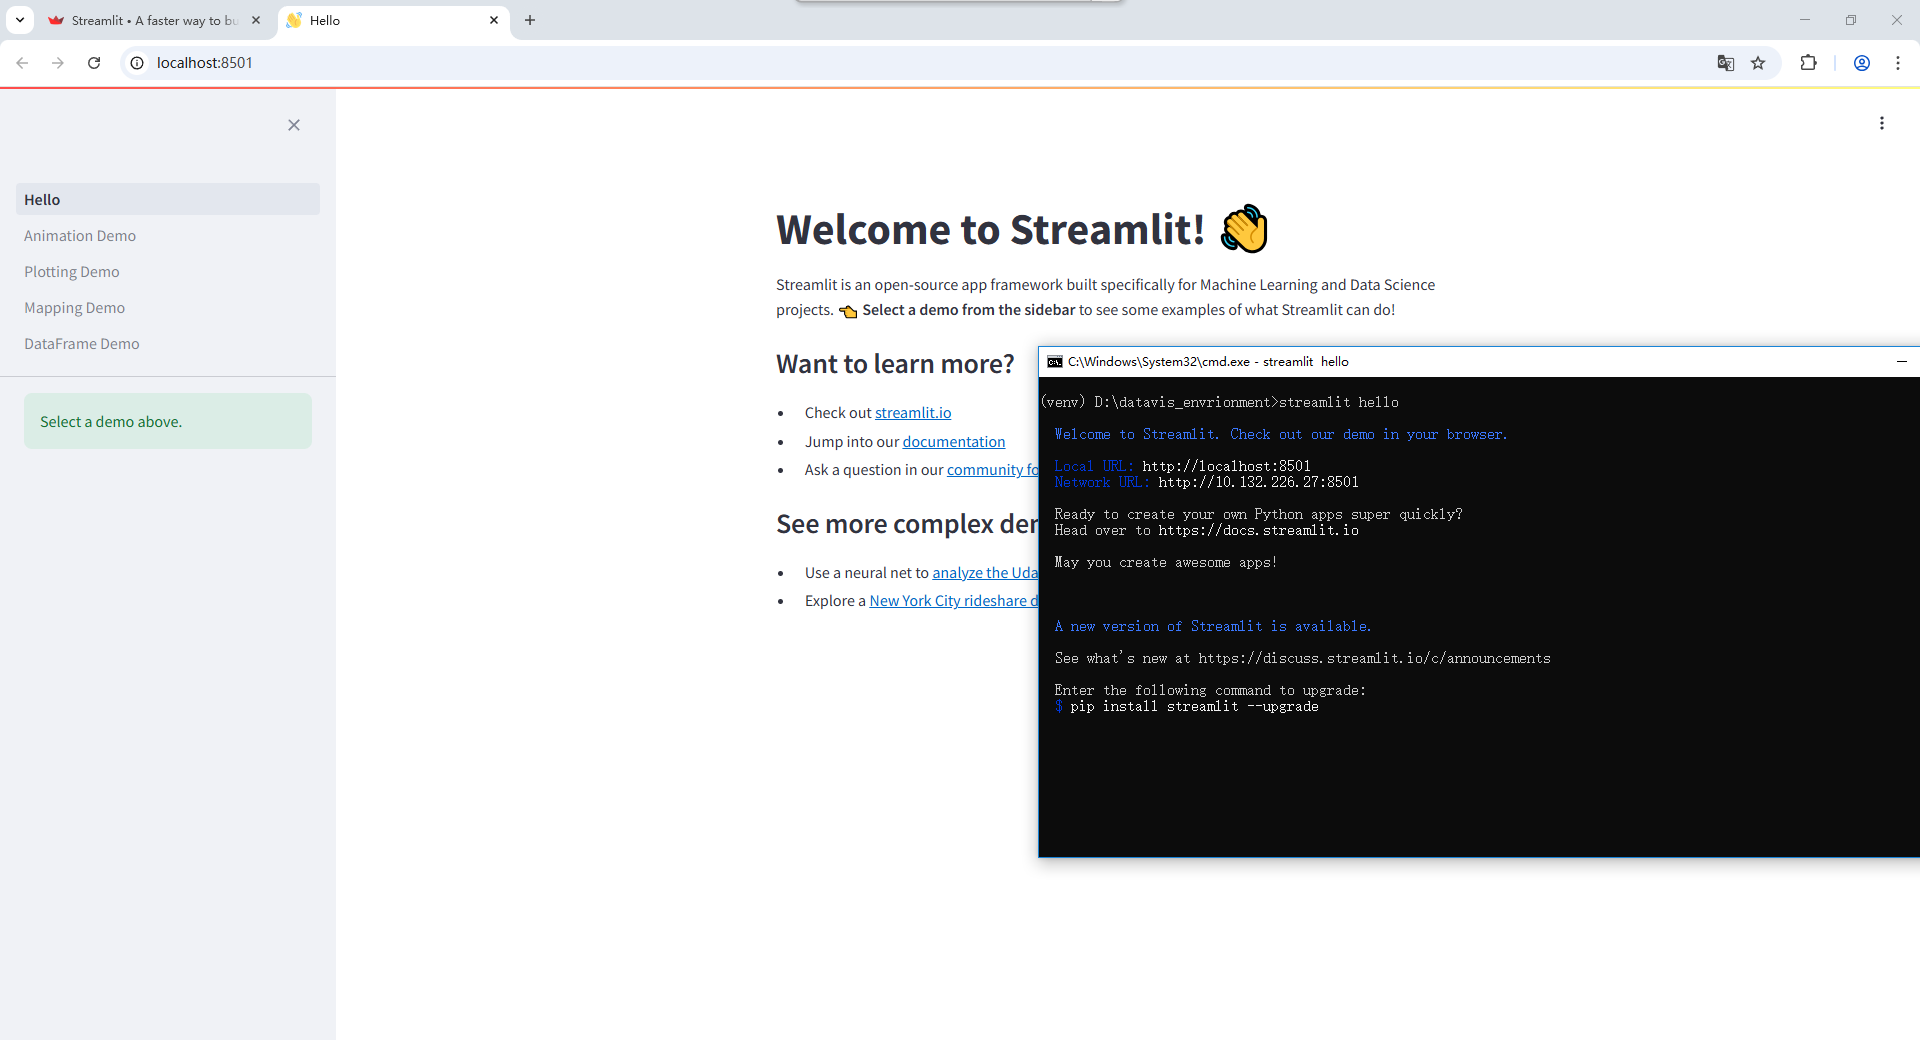 Streamlit • A faster way to bu
Hello
localhost:8501
Hello
Animation Demo
Plotting Demo
Mapping Demo
DataFrame Demo
Select a demo above.
Welcome to Streamlit! 👋
Streamlit is an open-source app framework built specifically for Machine Learning and Data Science
projects. 👈 Select a demo from the sidebar to see some examples of what Streamlit can do!
Want to learn more?
• Check out streamlit.io
• Jump into our documentation
• Ask a question in our community fo
See more complex der
• Use a neural net to analyze the Uda
• Explore a New York City rideshare d
C:\Windows\System32\cmd.exe - streamlit  hello
(venv) D:\datavis_envrionment>streamlit hello
Welcome to Streamlit. Check out our demo in your browser.
Local URL: http://localhost:8501
Network URL: http://10.132.226.27:8501
Ready to create your own Python apps super quickly?
Head over to https://docs.streamlit.io
May you create awesome apps!
A new version of Streamlit is available.
See what's new at https://discuss.streamlit.io/c/announcements
Enter the following command to upgrade:
$ pip install streamlit --upgrade